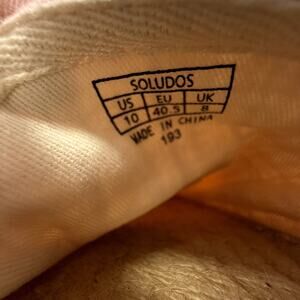 SOLUDOS
US EU UK
10 40.5 8
MADE IN CHINA
193